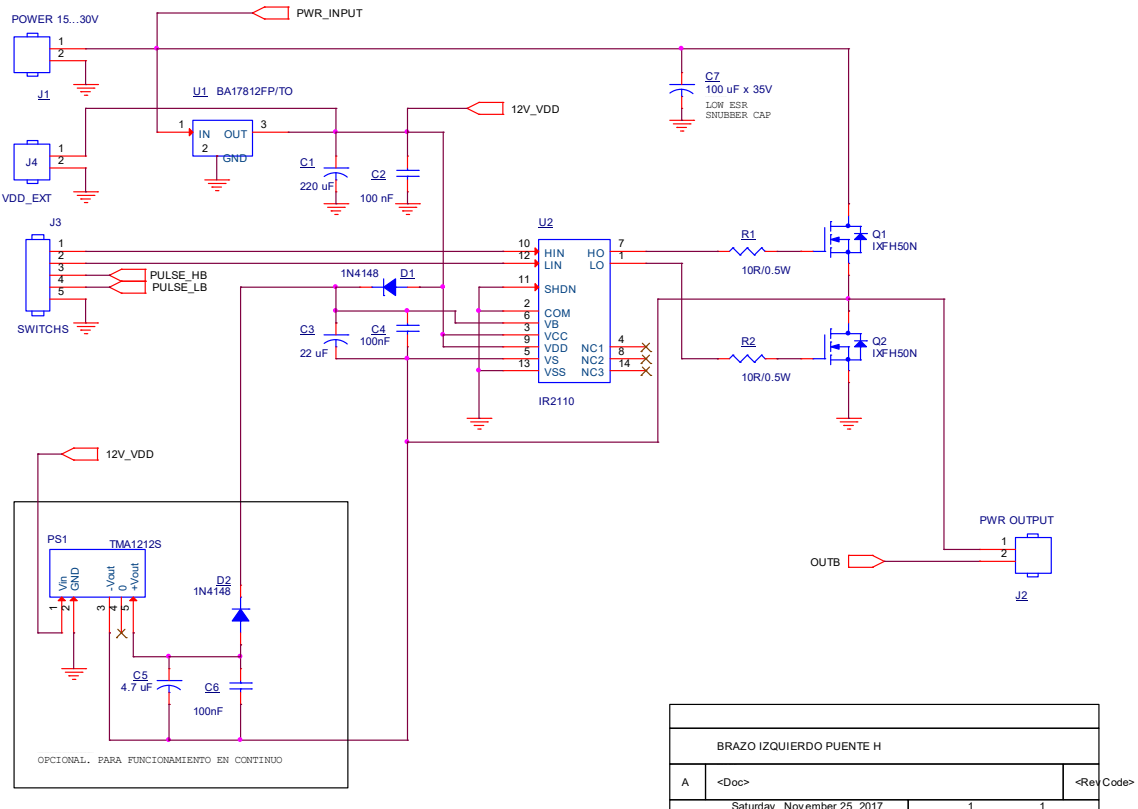 POWER 15...30V
PWR_INPUT
1
2
J1
U1 BA17812FP/TO
12V_VDD
C7
100 uF x 35V
LOW ESR
SNUBBER CAP
1 IN OUT 3
2
GND
J4
1
2
VDD_EXT
C1
220 uF
C2
100 nF
J3
1
2
3
4
5
PULSE_HB
PULSE_LB
SWITCHS
U2
10 HIN HO 7
12 LIN LO 1
11 SHDN
2 COM
6 VB
3 VCC
9 VDD NC1 4
5 VS NC2 8
13 VSS NC3 14
IR2110
1N4148 D1
C3
22 uF
C4
100nF
R1
10R/0.5W
Q1
IXFH50N
R2
10R/0.5W
Q2
IXFH50N
12V_VDD
PS1
TMA1212S
Vin
GND
-Vout
0
+Vout
1
2
3
4
5
D2
1N4148
C5
4.7 uF
C6
100nF
OPCIONAL. PARA FUNCIONAMIENTO EN CONTINUO
PWR OUTPUT
1
2
OUTB
J2
BRAZO IZQUIERDO PUENTE H
A <Doc> <RevCode>
Saturday, November 25, 2017 1 1